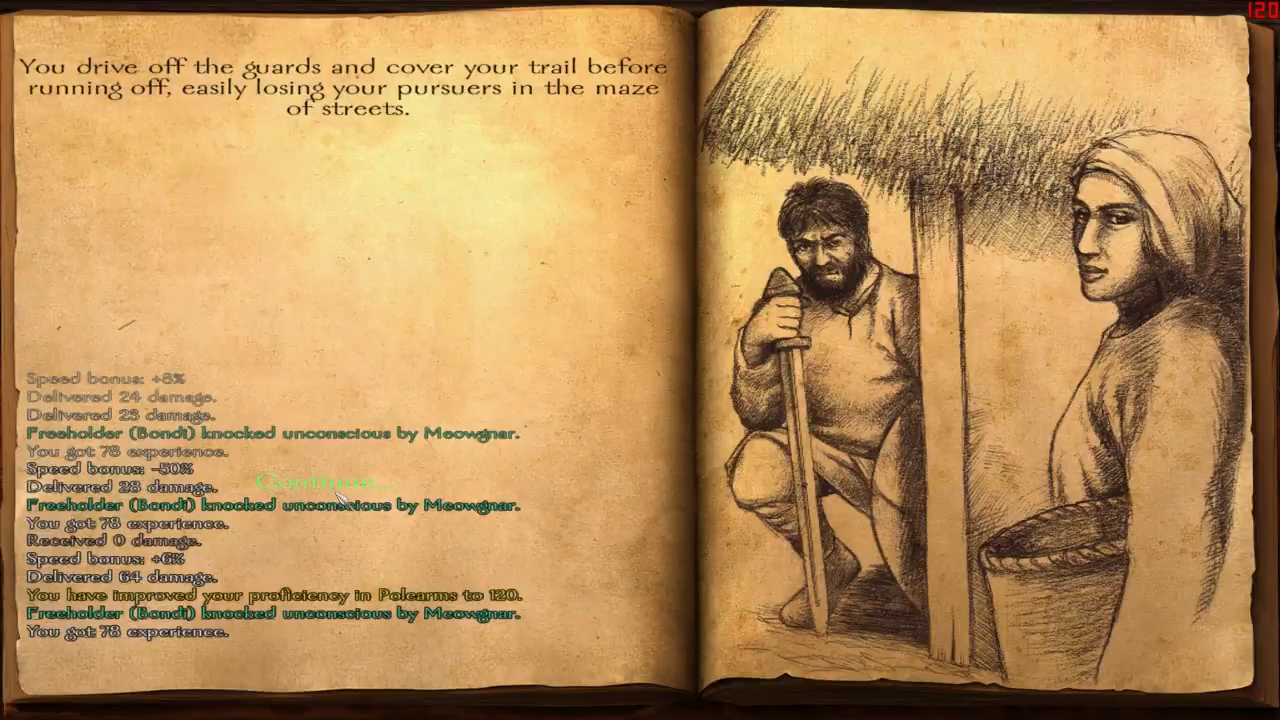 120
You drive off the guards and cover your trail before
running off, easily losing your pursuers in the maze
of streets.
Speed bonus: +8%
Delivered 24 damage.
Delivered 23 damage.
Freeholder (Bondi) knocked unconscious by Meowgnar.
You got 78 experience.
Speed bonus: -50%
Continue...
Delivered 28 damage.
Freeholder (Bondi) knocked unconscious by Meowgnar.
You got 78 experience.
Received 0 damage.
Speed bonus: +6%
Delivered 64 damage.
You have improved your proficiency in Polearms to 120.
Freeholder (Bondi) knocked unconscious by Meowgnar.
You got 78 experience.